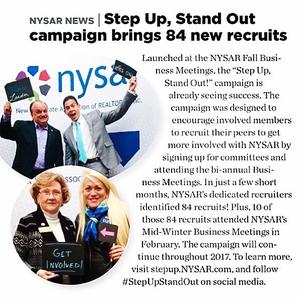 NYSAR NEWS | Step Up, Stand Out
campaign brings 84 new recruits
Launched at the NYSAR Fall Busi-
ness Meetings, the "Step Up,
Stand Out!" campaign is
already seeing success. The
campaign was designed to
encourage involved members
to recruit their peers to get
more involved with NYSAR by
signing up for committees and
attending the bi-annual Busi-
ness Meetings. In just a few short
months, NYSAR's dedicated recruiters
identified 84 recruits! Plus, 10 of
those 84 recruits attended NYSAR's
Mid-Winter Business Meetings in
February. The campaign will con-
tinue throughout 2017. To learn more,
visit stepup.NYSAR.com, and follow
#StepUpStandOut on social media.
Leader
nysar
GET
INVOLVED!